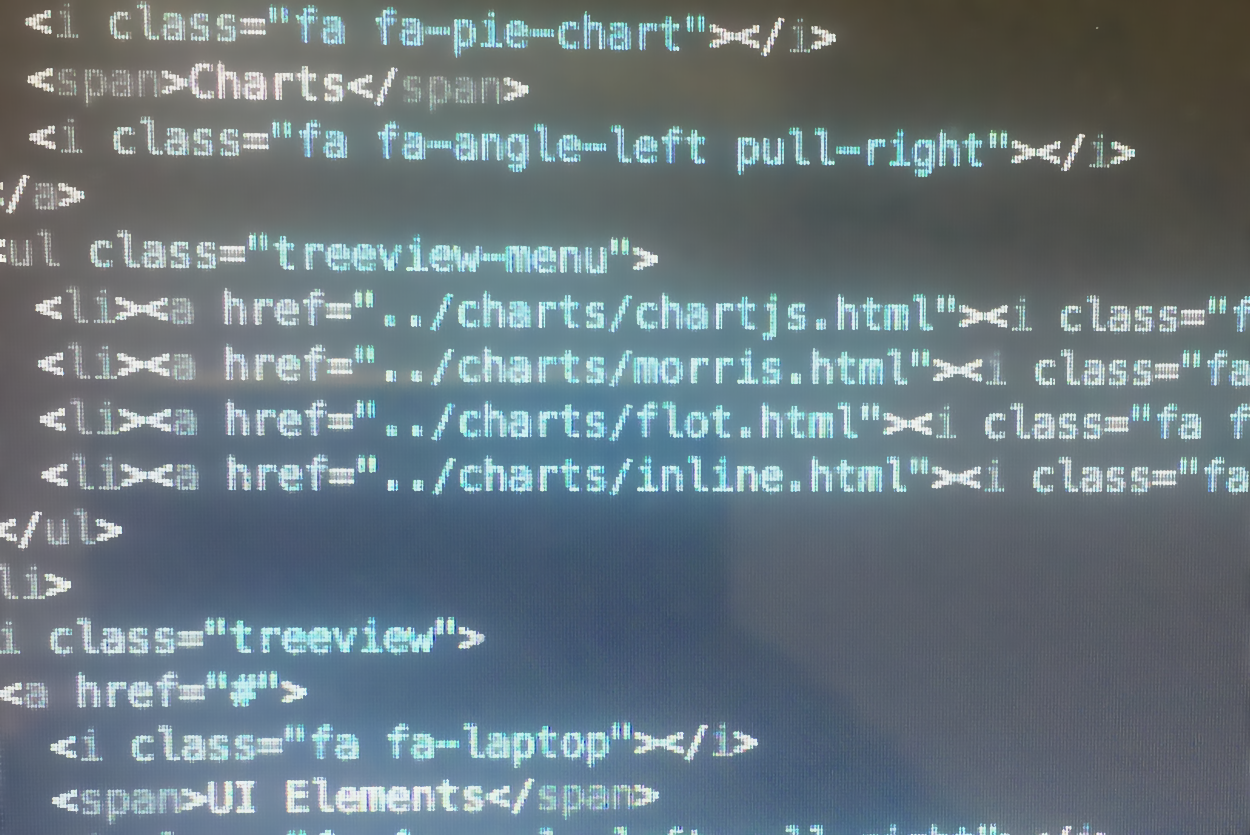 <i class="fa fa-pie-chart"></i>
<span>Charts</span>
<i class="fa fa-angle-left pull-right"></i>
</a>
<ul class="treeview-menu">
<li><a href="../charts/chartjs.html"><i class="f
<li><a href="../charts/morris.html"><i class="fa
<li><a href="../charts/flot.html"><i class="fa f
<li><a href="../charts/inline.html"><i class="fa
</ul>
li>
i class="treeview">
<a href="#">
<i class="fa fa-laptop"></i>
<span>UI Elements</span>